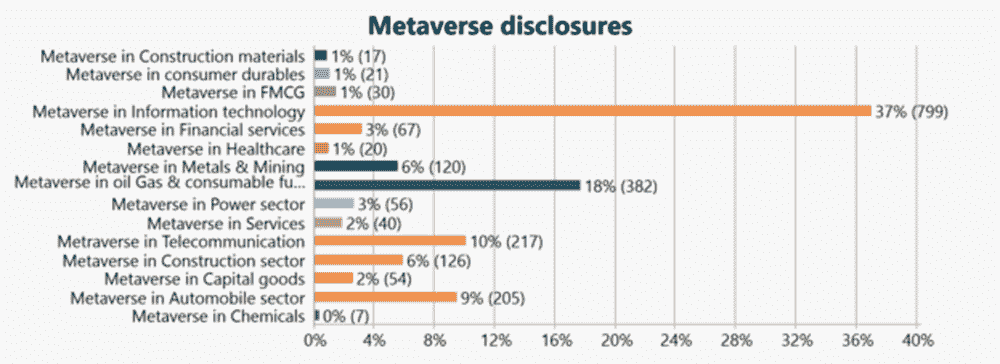 Metaverse disclosures
Metaverse in Construction materials 1% (17)
Metaverse in consumer durables 1% (21)
Metaverse in FMCG 1% (30)
Metaverse in Information technology 37% (799)
Metaverse in Financial services 3% (67)
Metaverse in Healthcare 1% (20)
Metaverse in Metals & Mining 6% (120)
Metaverse in oil Gas & consumable fu... 18% (382)
Metaverse in Power sector 3% (56)
Metaverse in Services 2% (40)
Metraverse in Telecommunication 10% (217)
Metaverse in Construction sector 6% (126)
Metaverse in Capital goods 2% (54)
Metaverse in Automobile sector 9% (205)
Metaverse in Chemicals 0% (7)
0% 4% 8% 12% 16% 20% 24% 28% 32% 36% 40%